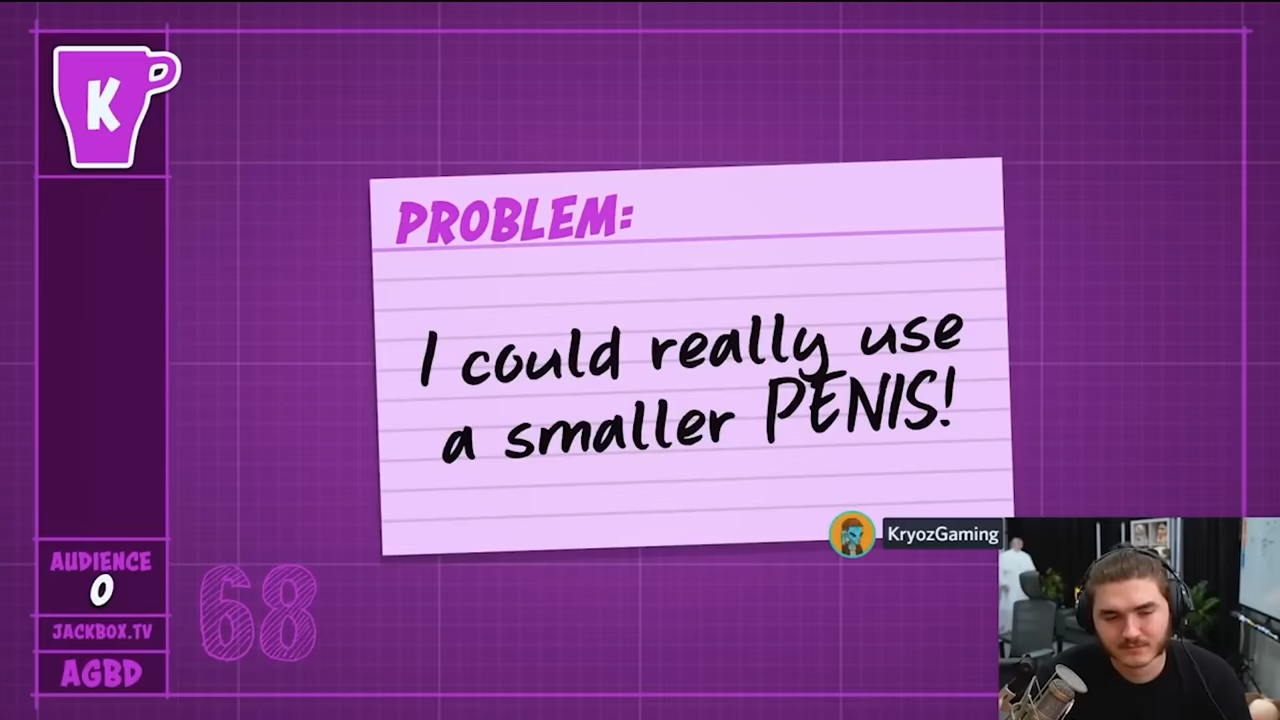 K
PROBLEM:
I could really use
a smaller PENIS!
KryozGaming
AUDIENCE
0
JACKBOX.TV
AGBD
68